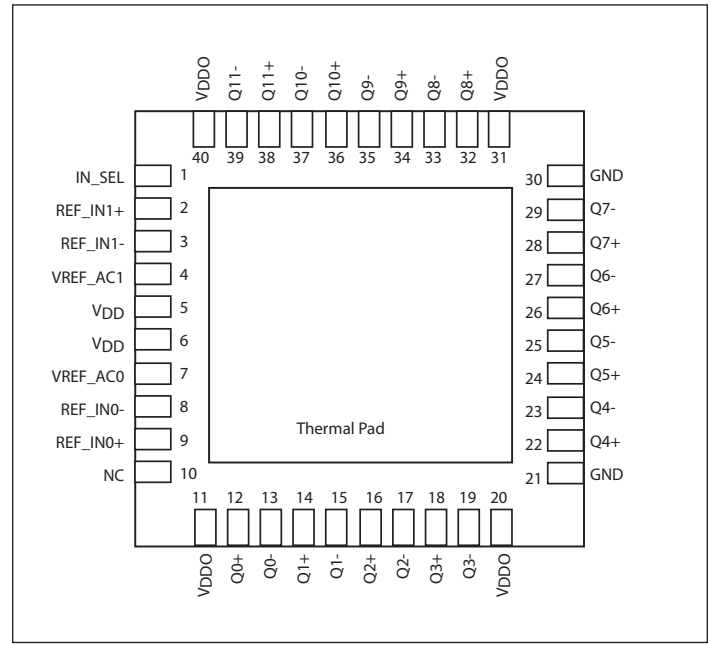 VDDO Q11- Q11+ Q10- Q10+ Q9- Q9+ Q8- Q8+ VDDO
40 39 38 37 36 35 34 33 32 31
IN_SEL 1
REF_IN1+ 2
REF_IN1- 3
VREF_AC1 4
VDD 5
VDD 6
VREF_AC0 7
REF_IN0- 8
REF_IN0+ 9
NC 10
30 GND
29 Q7-
28 Q7+
27 Q6-
26 Q6+
25 Q5-
24 Q5+
23 Q4-
22 Q4+
21 GND
Thermal Pad
11 12 13 14 15 16 17 18 19 20
VDDO Q0+ Q0- Q1+ Q1- Q2+ Q2- Q3+ Q3- VDDO